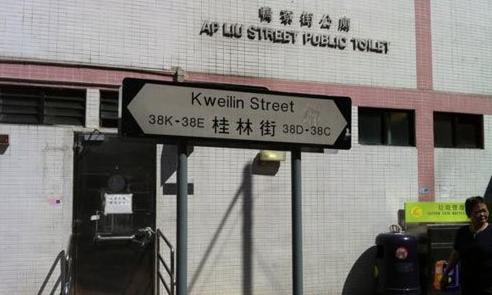 鴨寮街公廁
AP LIU STREET PUBLIC TOILET
Kweilin Street
38K-38E 桂林街 38D-38C